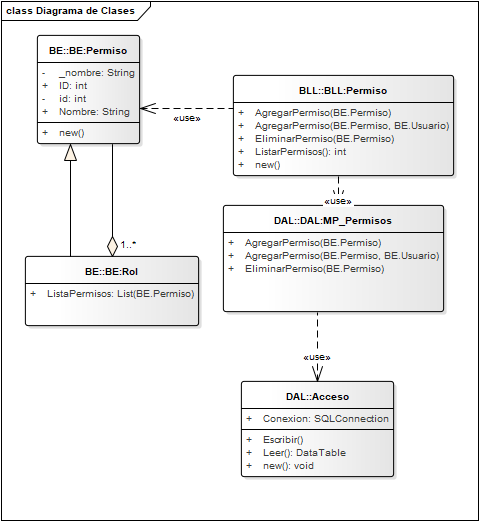 class Diagrama de Clases
BE::BE:Permiso
- _nombre: String
+ ID: int
- id: int
+ Nombre: String
+ new()
BLL::BLL:Permiso
+ AgregarPermiso(BE.Permiso)
+ AgregarPermiso(BE.Permiso, BE.Usuario)
+ EliminarPermiso(BE.Permiso)
+ ListarPermisos(): int
+ new()
«use»
«use»
DAL::DAL:MP_Permisos
+ AgregarPermiso(BE.Permiso)
+ AgregarPermiso(BE.Permiso, BE.Usuario)
+ EliminarPermiso(BE.Permiso)
1..*
BE::BE:Rol
+ ListaPermisos: List(BE.Permiso)
«use»
DAL::Acceso
+ Conexion: SQLConnection
+ Escribir()
+ Leer(): DataTable
+ new(): void